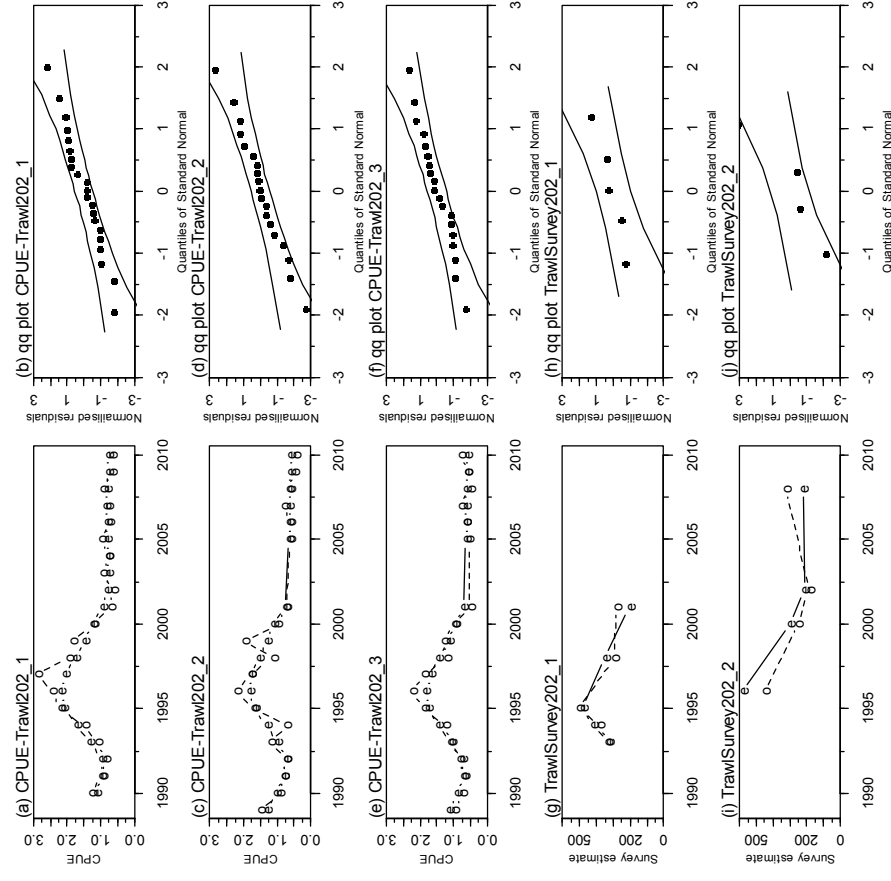 (a) CPUE-Trawl202_1
CPUE
3.0 2.0 1.0 0.0
1990 1995 2000 2005 2010
(b) qq plot CPUE-Trawl202_1
Normailised residuals
3 1 -1 -3
-3 -2 -1 0 1 2 3
Quantiles of Standard Normal
(c) CPUE-Trawl202_2
CPUE
3.0 2.0 1.0 0.0
1990 1995 2000 2005 2010
(d) qq plot CPUE-Trawl202_2
Normailised residuals
3 1 -1 -3
-3 -2 -1 0 1 2 3
Quantiles of Standard Normal
(e) CPUE-Trawl202_3
CPUE
3.0 2.0 1.0 0.0
1990 1995 2000 2005 2010
(f) qq plot CPUE-Trawl202_3
Normailised residuals
3 1 -1 -3
-3 -2 -1 0 1 2 3
Quantiles of Standard Normal
(g) TrawlSurvey202_1
Survey estimate
500 200 0
1990 1995 2000 2005 2010
(h) qq plot TrawlSurvey202_1
Normailised residuals
3 1 -1 -3
-3 -2 -1 0 1 2 3
Quantiles of Standard Normal
(i) TrawlSurvey202_2
Survey estimate
500 200 0
1990 1995 2000 2005 2010
(j) qq plot TrawlSurvey202_2
Normailised residuals
3 1 -1 -3
-3 -2 -1 0 1 2 3
Quantiles of Standard Normal